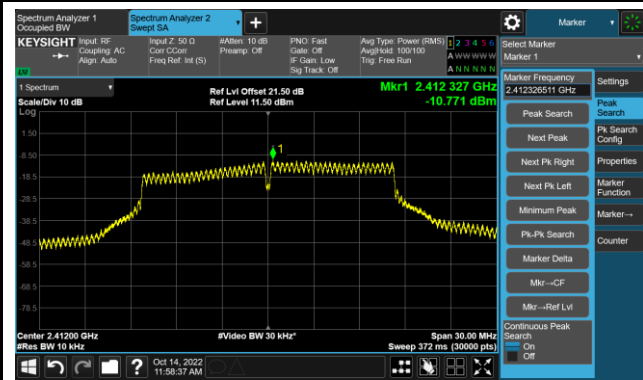 Spectrum Analyzer 1
Occupied BW
Spectrum Analyzer 2
Swept SA
Marker
KEYSIGHT
Input: RF
Coupling: AC
Align: Auto
Input Z: 50 Ω
Corr CCorr
Freq Ref: Int (S)
#Atten: 10 dB
Preamp: Off
PNO: Fast
Gate: Off
IF Gain: Low
Sig Track: Off
Avg Type: Power (RMS)
Avg|Hold: 100/100
Trig: Free Run
1 2 3 4 5 6
A W W W W W
A N N N N N
LXI
Select Marker
Marker 1
1 Spectrum
Scale/Div 10 dB
Ref Lvl Offset 21.50 dB
Ref Level 11.50 dBm
Mkr1 2.412 327 GHz
-10.771 dBm
Log
1.50
-8.50
-18.5
-28.5
-38.5
-48.5
-58.5
-68.5
-78.5
1
Center 2.41200 GHz
#Res BW 10 kHz
#Video BW 30 kHz*
Span 30.00 MHz
Sweep 372 ms (30000 pts)
Marker Frequency
2.412326511 GHz
Peak Search
Next Peak
Next Pk Right
Next Pk Left
Minimum Peak
Pk-Pk Search
Marker Delta
Mkr→CF
Mkr→Ref Lvl
Continuous Peak
Search
On
Off
Settings
Peak
Search
Pk Search
Config
Properties
Marker
Function
Marker→
Counter
Oct 14, 2022
11:58:37 AM